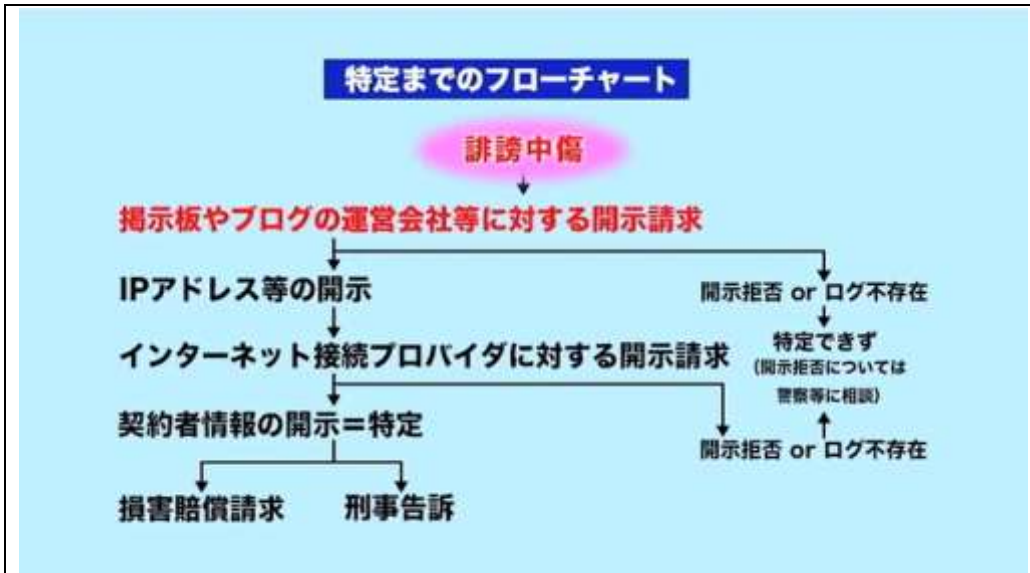 特定までのフローチャート
誹謗中傷
掲示板やブログの運営会社等に対する開示請求
IPアドレス等の開示
開示拒否 or ログ不存在
インターネット接続プロバイダに対する開示請求
特定できず
（開示拒否については
警察等に相談）
契約者情報の開示＝特定
開示拒否 or ログ不存在
損害賠償請求
刑事告訴